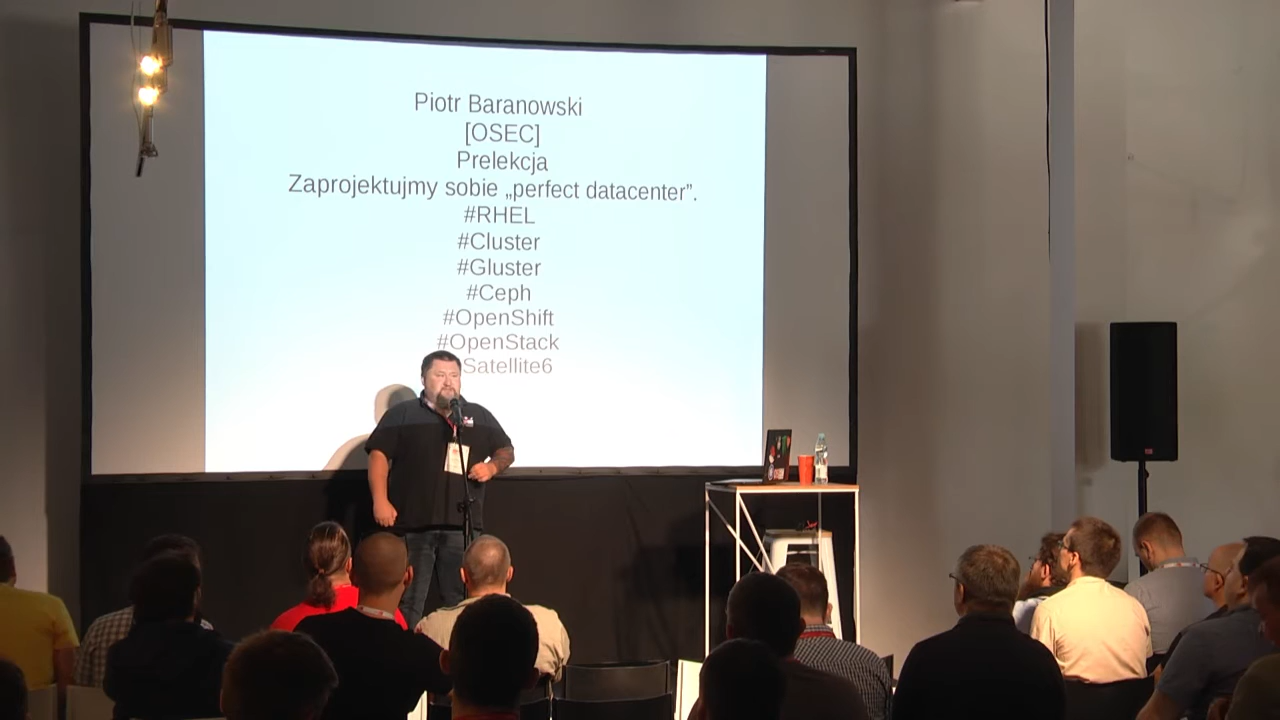 Piotr Baranowski
[OSEC]
Prelekcja
Zaprojektujmy sobie „perfect datacenter”.
#RHEL
#Cluster
#Gluster
#Ceph
#OpenShift
#OpenStack
Satellite6